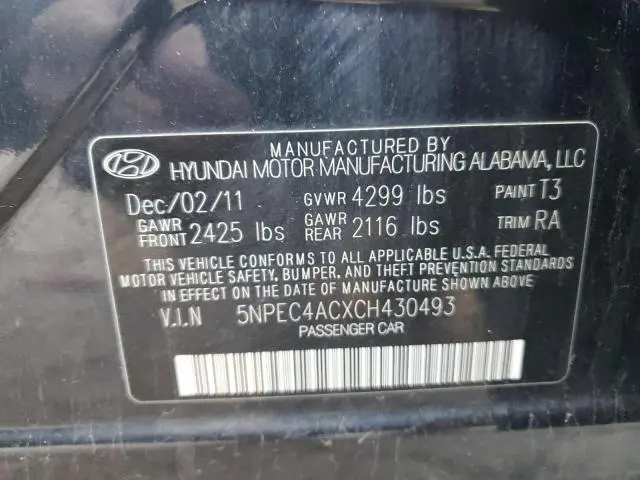 MANUFACTURED BY
HYUNDAI MOTOR MANUFACTURING ALABAMA, LLC
Dec/02/11 GVWR 4299 lbs PAINT T3
GAWR FRONT 2425 lbs GAWR REAR 2116 lbs TRIM RA
THIS VEHICLE CONFORMS TO ALL APPLICABLE U.S.A. FEDERAL
MOTOR VEHICLE SAFETY, BUMPER, AND THEFT PREVENTION STANDARDS
IN EFFECT ON THE DATE OF MANUFACTURE SHOWN ABOVE
V.I.N 5NPEC4ACXCH430493
PASSENGER CAR